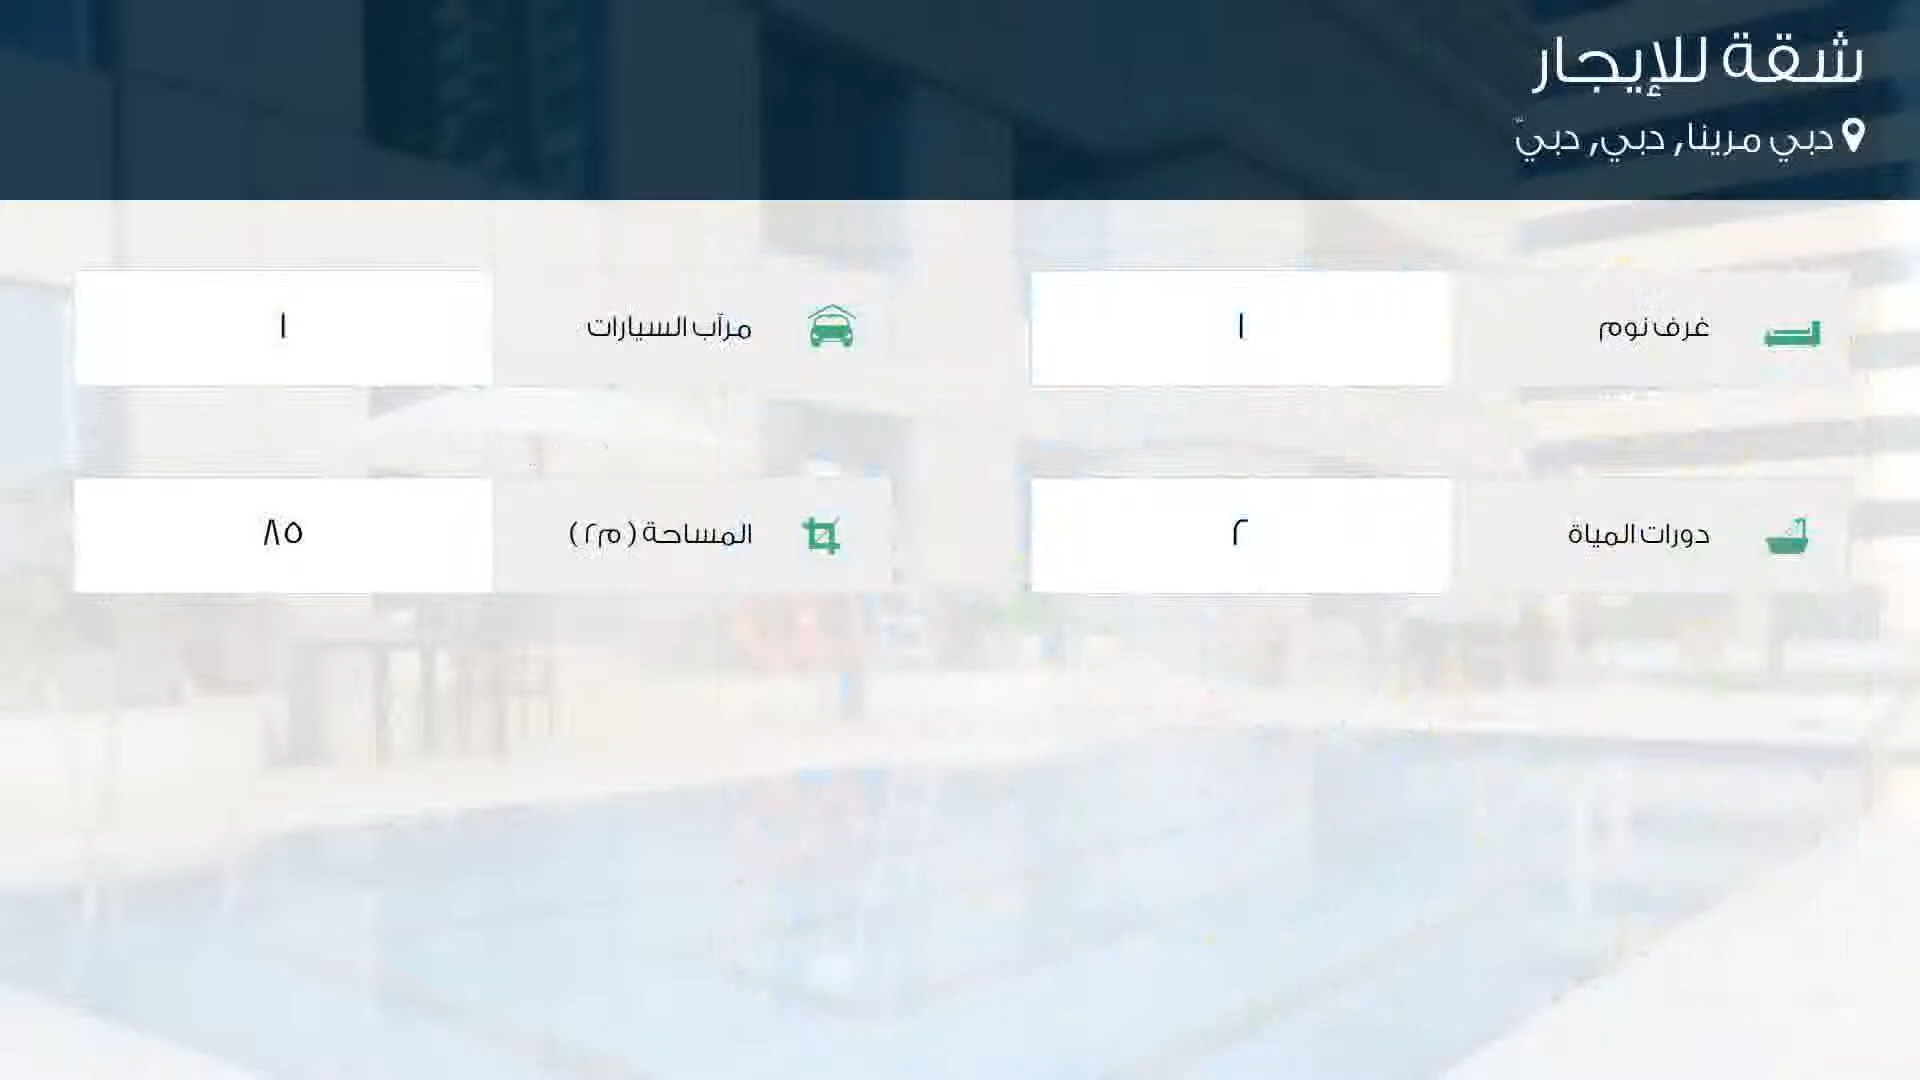 شقة للإيجار
دبي مرينا, دبي, دبيّ
غرف نوم
١
مرآب السيارات
١
دورات المياة
٢
المساحة ( م٢ )
٨٥